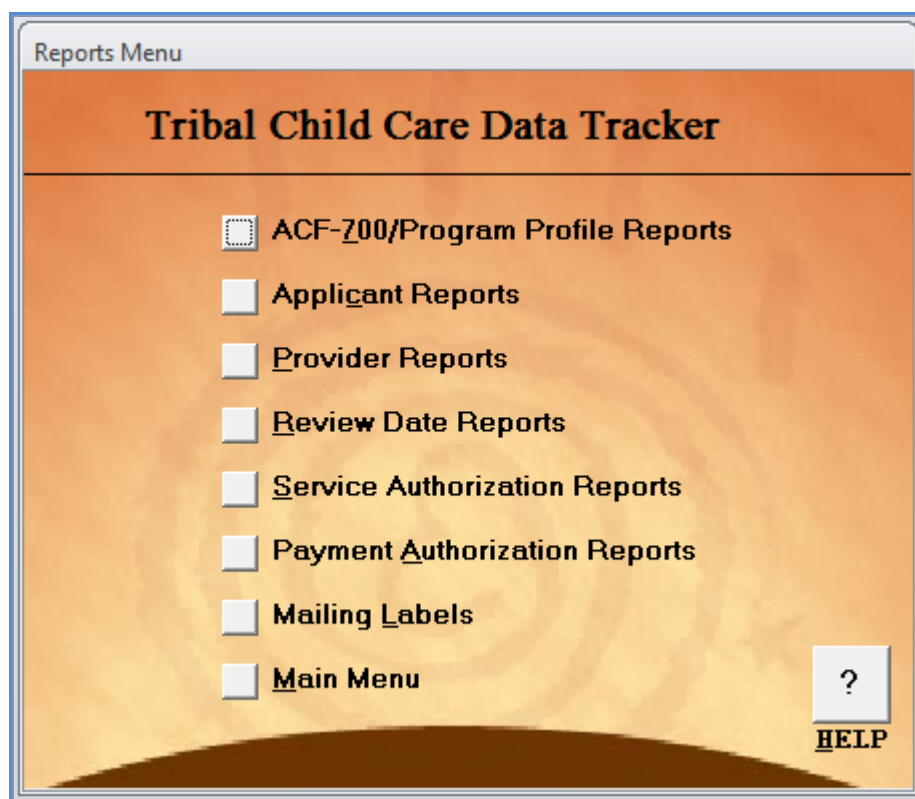 Reports Menu
Tribal Child Care Data Tracker
ACF-700/Program Profile Reports
Applicant Reports
Provider Reports
Review Date Reports
Service Authorization Reports
Payment Authorization Reports
Mailing Labels
Main Menu
?
HELP